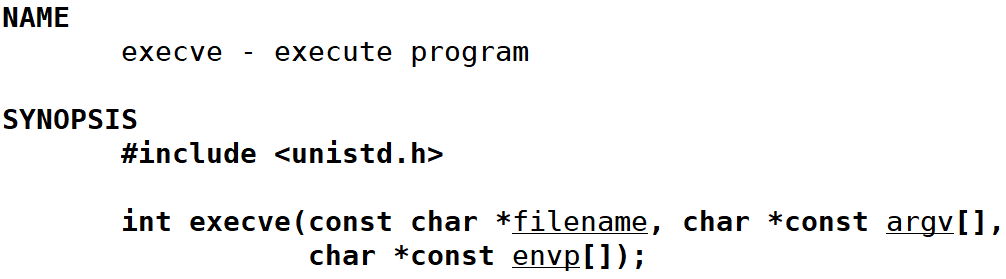 NAME
execve - execute program
SYNOPSIS
#include <unistd.h>
int execve(const char *filename, char *const argv[],
char *const envp[]);